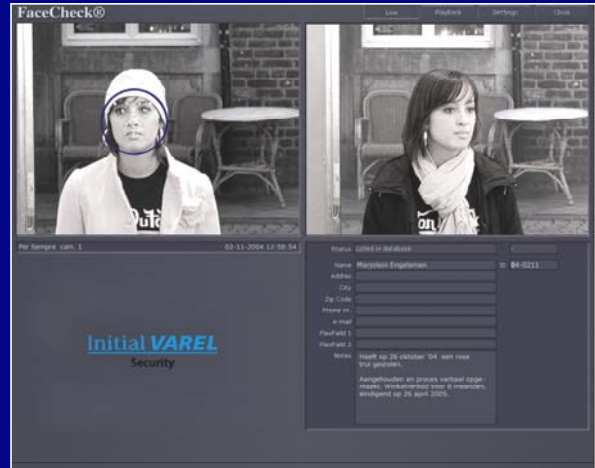 FaceCheck®
Live Playback Settings Close
Per Sempre cam. 1 02-11-2004 12:58:54
Initial VAREL
Security
Status Listed in database
Name Marjolein Engelsman ID 04-0211
Addres
City
Zip Code
Phone nr.
e-mail
FlexField 1
FlexField 2
Notes Heeft op 26 oktober '04 een rose
trui gestolen.
Aangehouden en proces verhaal opge-
maakt. Winkelverbod voor 6 maanden,
eindigend op 26 april 2005.